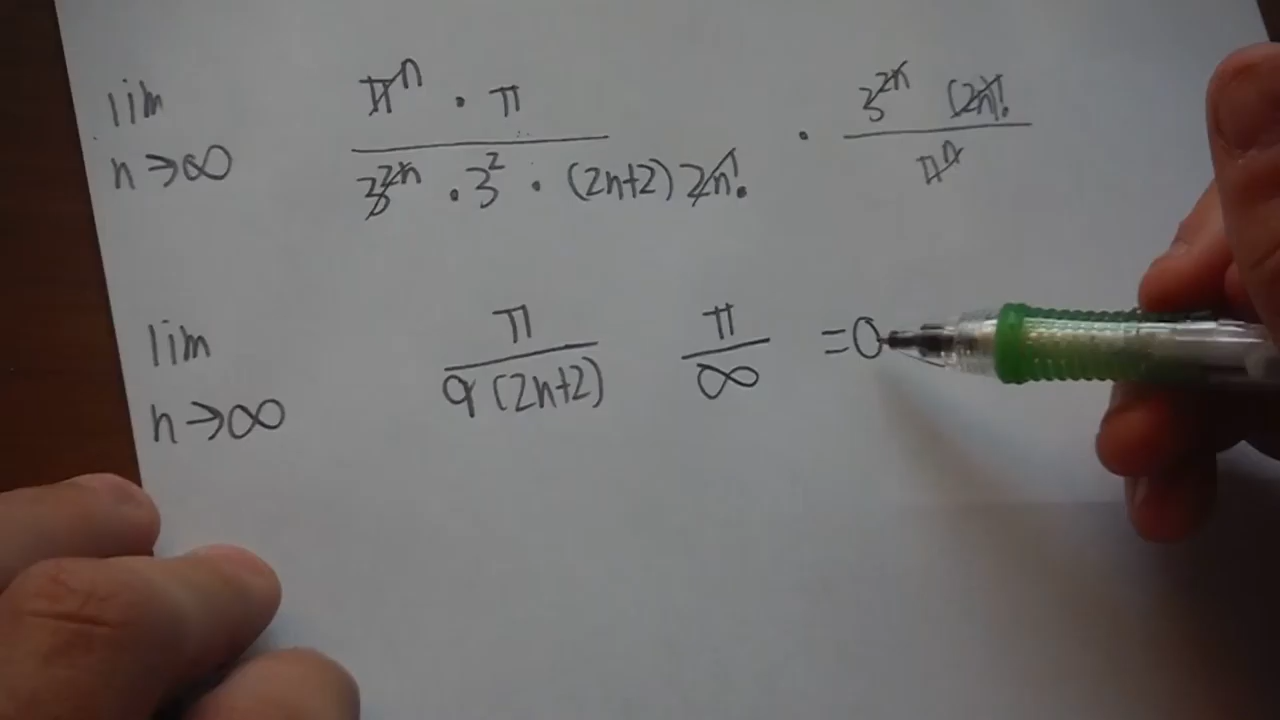 lim n→∞ π^n · π / 3^{2n} · 3^2 · (2n+2) 2n! · 3^{2n} (2n)! / π^n
lim n→∞ π / 9(2n+2) π / ∞ =0